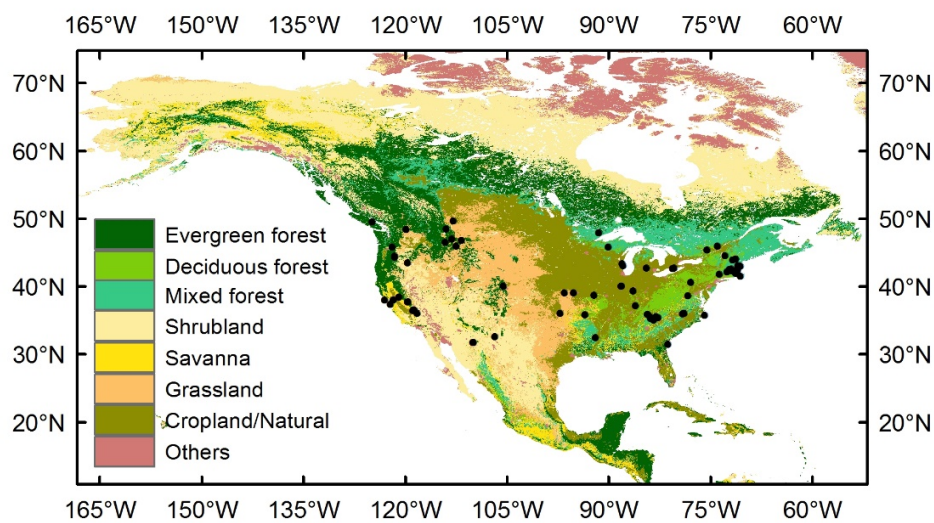 165°W 150°W 135°W 120°W 105°W 90°W 75°W 60°W
70°N 70°N
60°N 60°N
50°N 50°N
40°N 40°N
30°N 30°N
20°N 20°N
Evergreen forest
Deciduous forest
Mixed forest
Shrubland
Savanna
Grassland
Cropland/Natural
Others
165°W 150°W 135°W 120°W 105°W 90°W 75°W 60°W